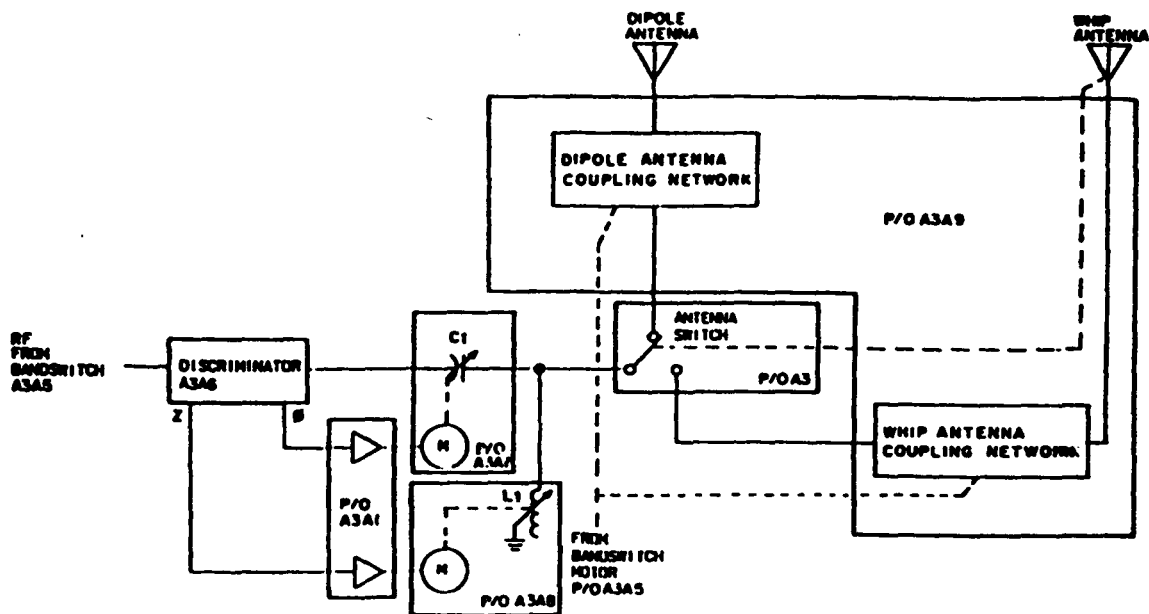 DIPOLE
ANTENNA
WHIP
ANTENNA
DIPOLE ANTENNA
COUPLING NETWORK
P/O A3A9
ANTENNA
SWITCH
P/O A3
RF
FROM
BANDSWITCH
A3A5
DISCRIMINATOR
A3A6
Z
Ø
C1
M
P/O
WHIP ANTENNA
COUPLING NETWORK
P/O
A3A1
L1
M
P/O A3A8
FROM
BANDSWITCH
MOTOR
P/O A3A5